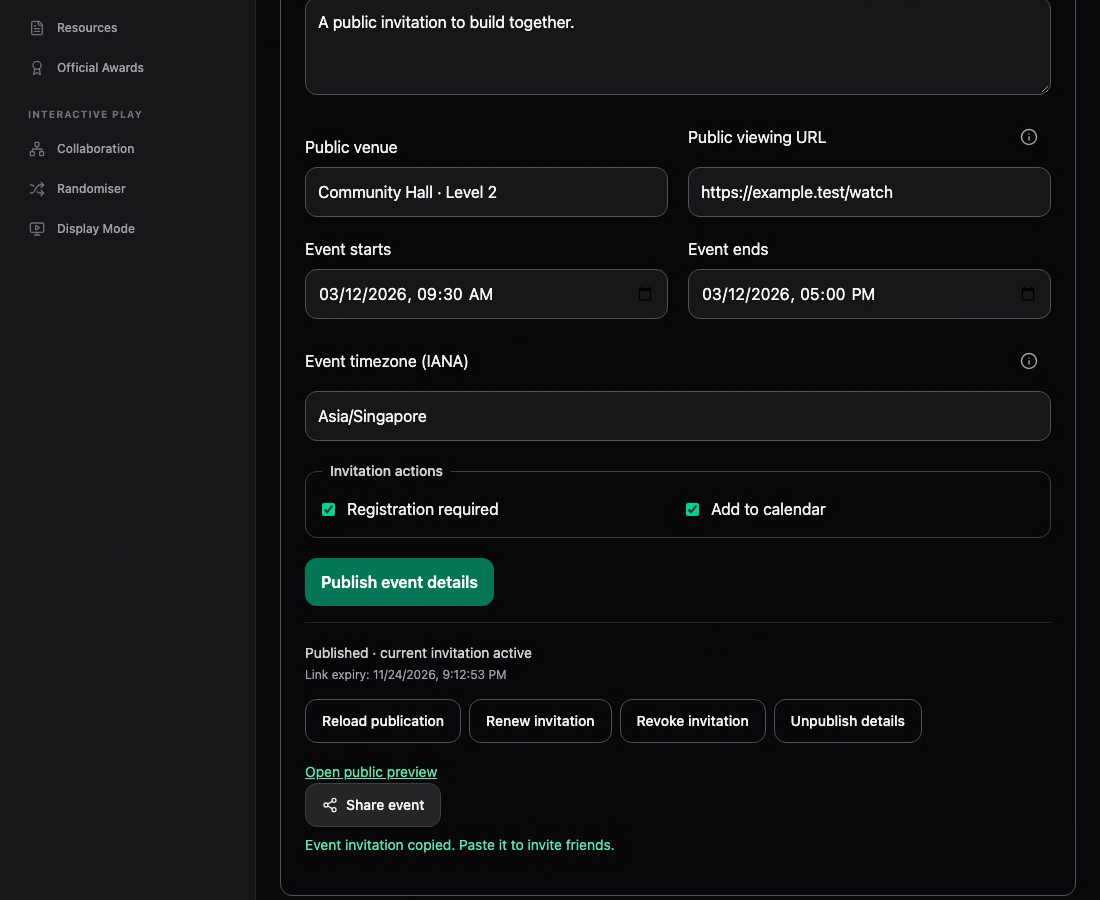 Resources
Official Awards
INTERACTIVE PLAY
Collaboration
Randomiser
Display Mode
A public invitation to build together.
Public venue
Public viewing URL
Community Hall · Level 2
https://example.test/watch
Event starts
Event ends
03/12/2026, 09:30 AM
03/12/2026, 05:00 PM
Event timezone (IANA)
Asia/Singapore
Invitation actions
Registration required
Add to calendar
Publish event details
Published · current invitation active
Link expiry: 11/24/2026, 9:12:53 PM
Reload publication
Renew invitation
Revoke invitation
Unpublish details
Open public preview
Share event
Event invitation copied. Paste it to invite friends.